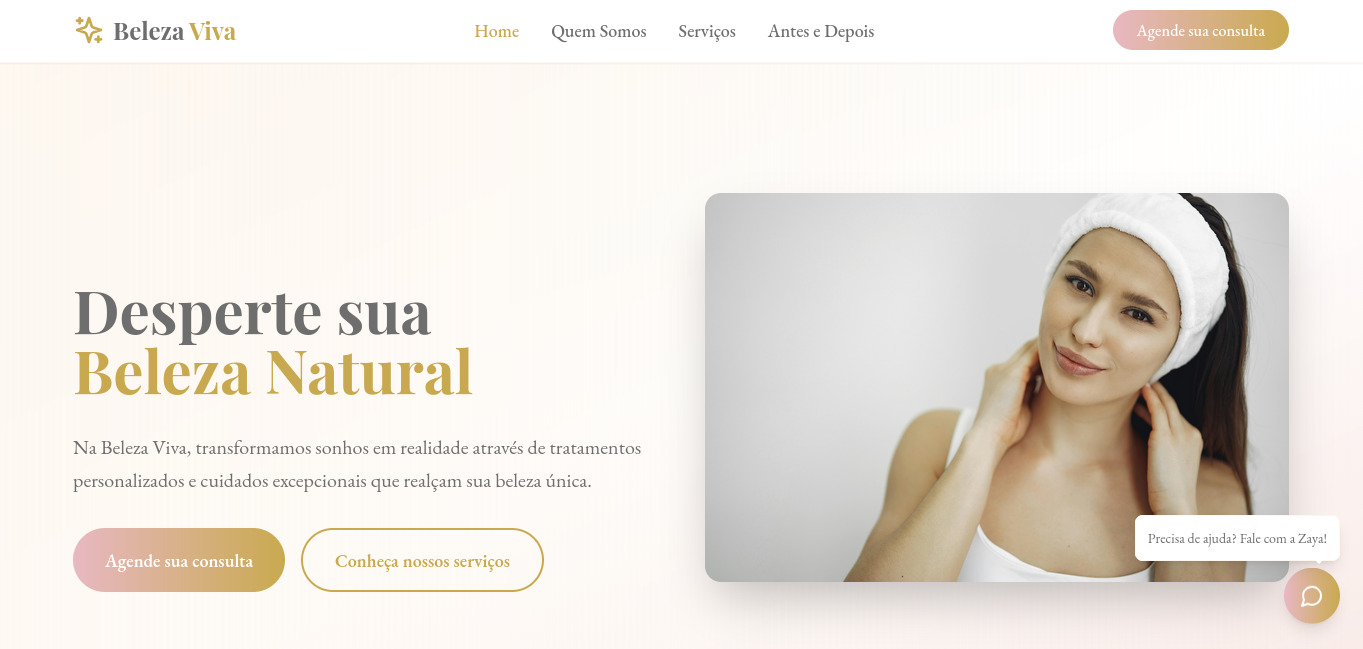 Beleza Viva
Home
Quem Somos
Serviços
Antes e Depois
Agende sua consulta
Desperte sua
Beleza Natural
Na Beleza Viva, transformamos sonhos em realidade através de tratamentos
personalizados e cuidados excepcionais que realçam sua beleza única.
Agende sua consulta
Conheça nossos serviços
Precisa de ajuda? Fale com a Zaya!